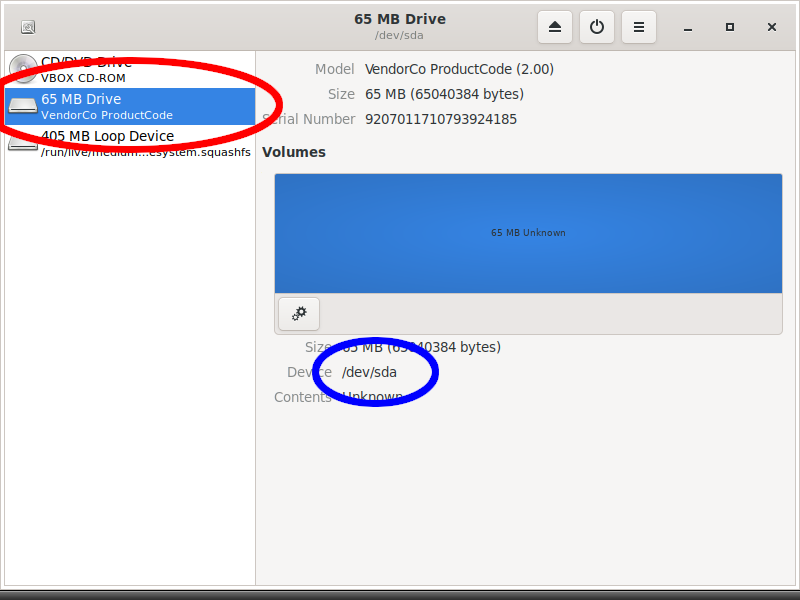 65 MB Drive
/dev/sda
CD/DVD Drive
VBOX CD-ROM
65 MB Drive
VendorCo ProductCode
405 MB Loop Device
/run/live/medium...esystem.squashfs
Model VendorCo ProductCode (2.00)
Size 65 MB (65040384 bytes)
Serial Number 9207011710793924185
Volumes
65 MB Unknown
Size 65 MB (65040384 bytes)
Device /dev/sda
Contents Unknown